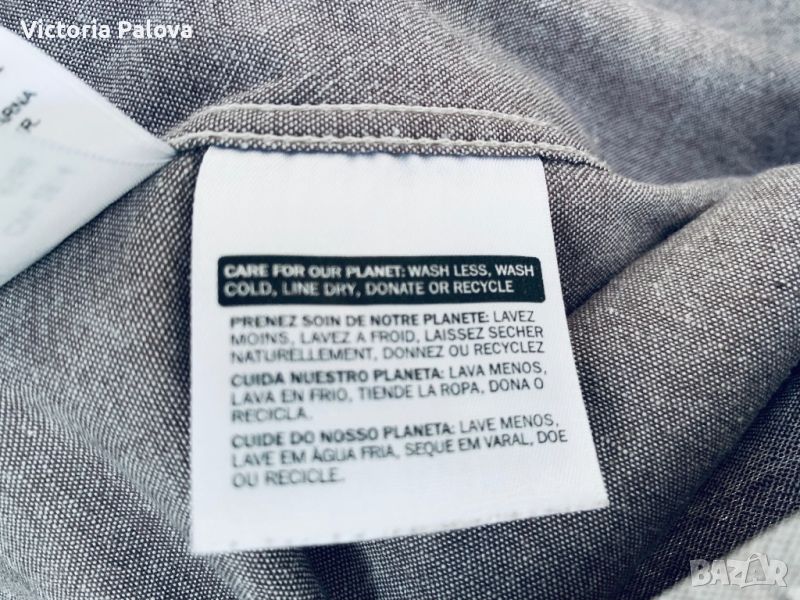 Victoria Palova
R
CARE FOR OUR PLANET: WASH LESS, WASH
COLD, LINE DRY, DONATE OR RECYCLE
PRENEZ SOIN DE NOTRE PLANETE: LAVEZ
MOINS, LAVEZ A FROID, LAISSEZ SECHER
NATURELLEMENT, DONNEZ OU RECYCLEZ
CUIDA NUESTRO PLANETA: LAVA MENOS,
LAVA EN FRIO, TIENDE LA ROPA, DONA O
RECICLA.
CUIDE DO NOSSO PLANETA: LAVE MENOS,
LAVE EM ÀGUA FRIA, SEQUE EM VARAL, DOE
OU RECICLE.
BAZAR